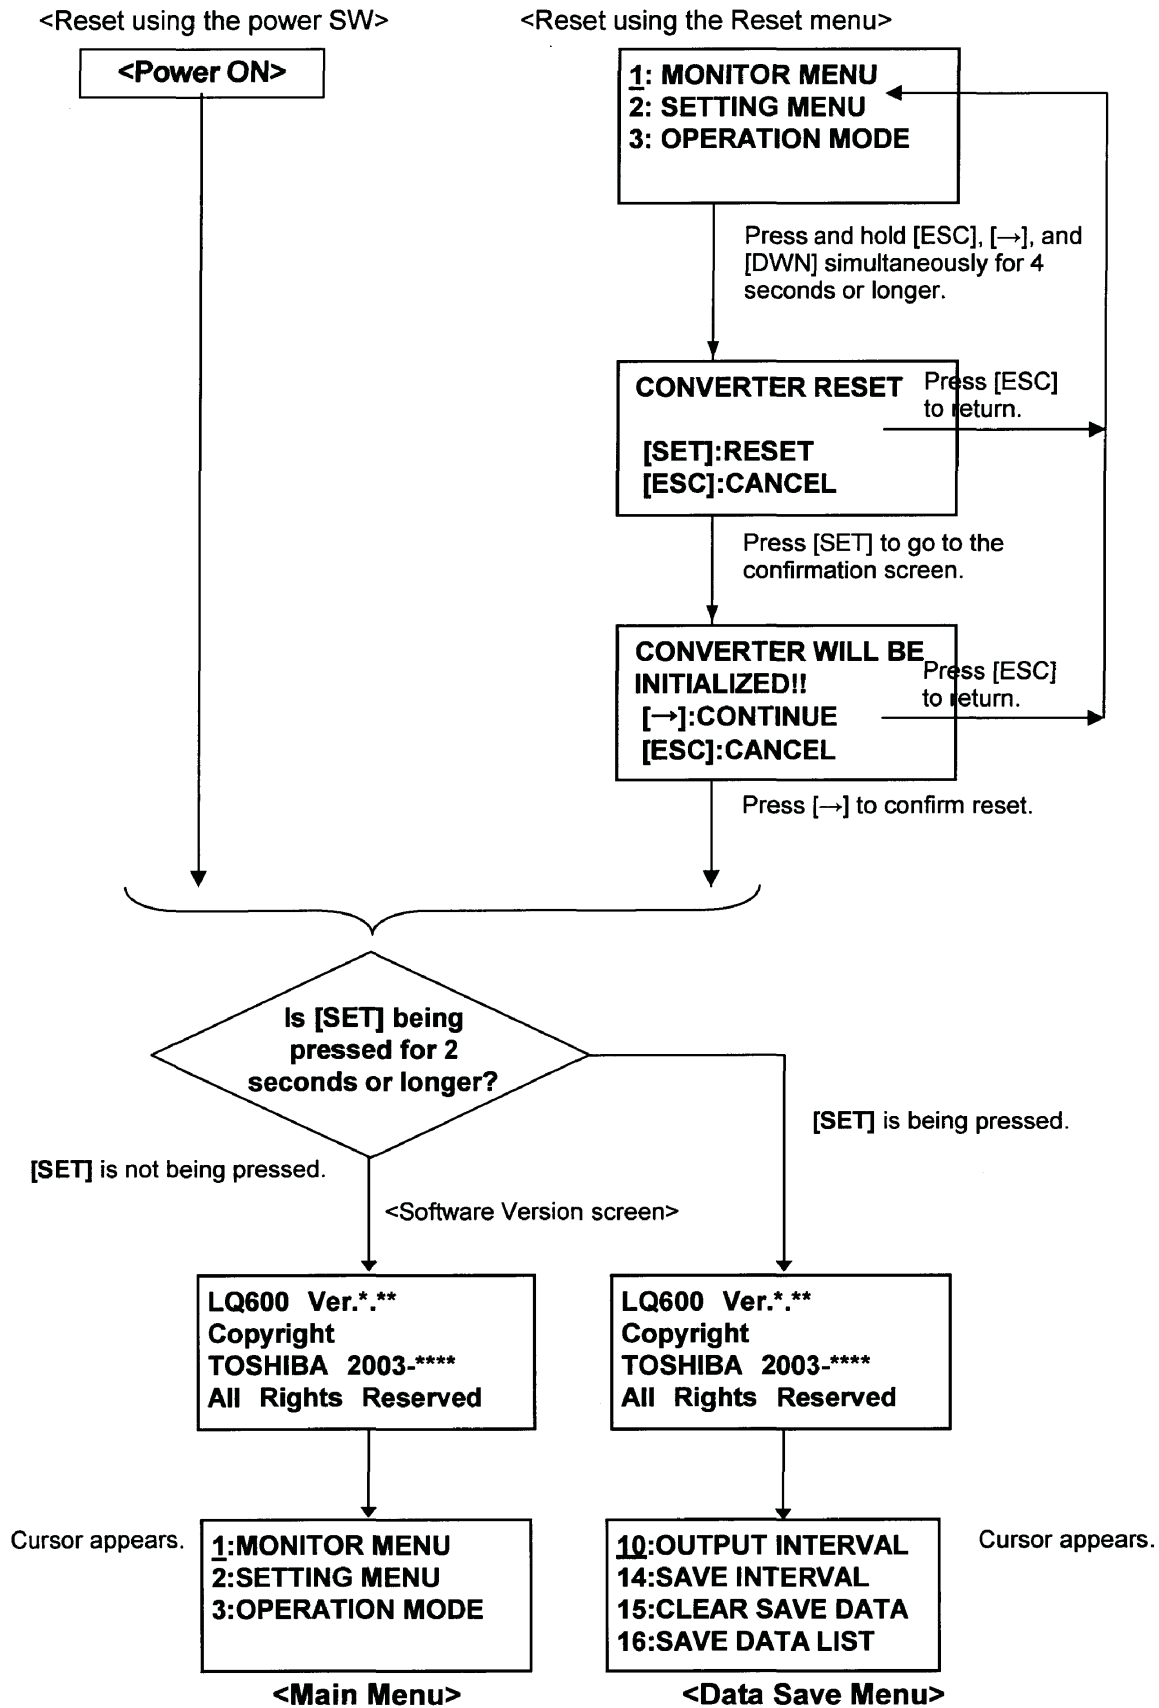 <Reset using the power SW>
<Reset using the Reset menu>
<Power ON>
1: MONITOR MENU
2: SETTING MENU
3: OPERATION MODE
Press and hold [ESC], [→], and
[DWN] simultaneously for 4
seconds or longer.
CONVERTER RESET
[SET]:RESET
[ESC]:CANCEL
Press [ESC]
to return.
Press [SET] to go to the
confirmation screen.
CONVERTER WILL BE
INITIALIZED!!
[→]:CONTINUE
[ESC]:CANCEL
Press [ESC]
to return.
Press [→] to confirm reset.
Is [SET] being
pressed for 2
seconds or longer?
[SET] is being pressed.
[SET] is not being pressed.
<Software Version screen>
LQ600 Ver.*.**
Copyright
TOSHIBA 2003-****
All Rights Reserved
LQ600 Ver.*.**
Copyright
TOSHIBA 2003-****
All Rights Reserved
Cursor appears.
1:MONITOR MENU
2:SETTING MENU
3:OPERATION MODE
<Main Menu>
10:OUTPUT INTERVAL
14:SAVE INTERVAL
15:CLEAR SAVE DATA
16:SAVE DATA LIST
<Data Save Menu>
Cursor appears.